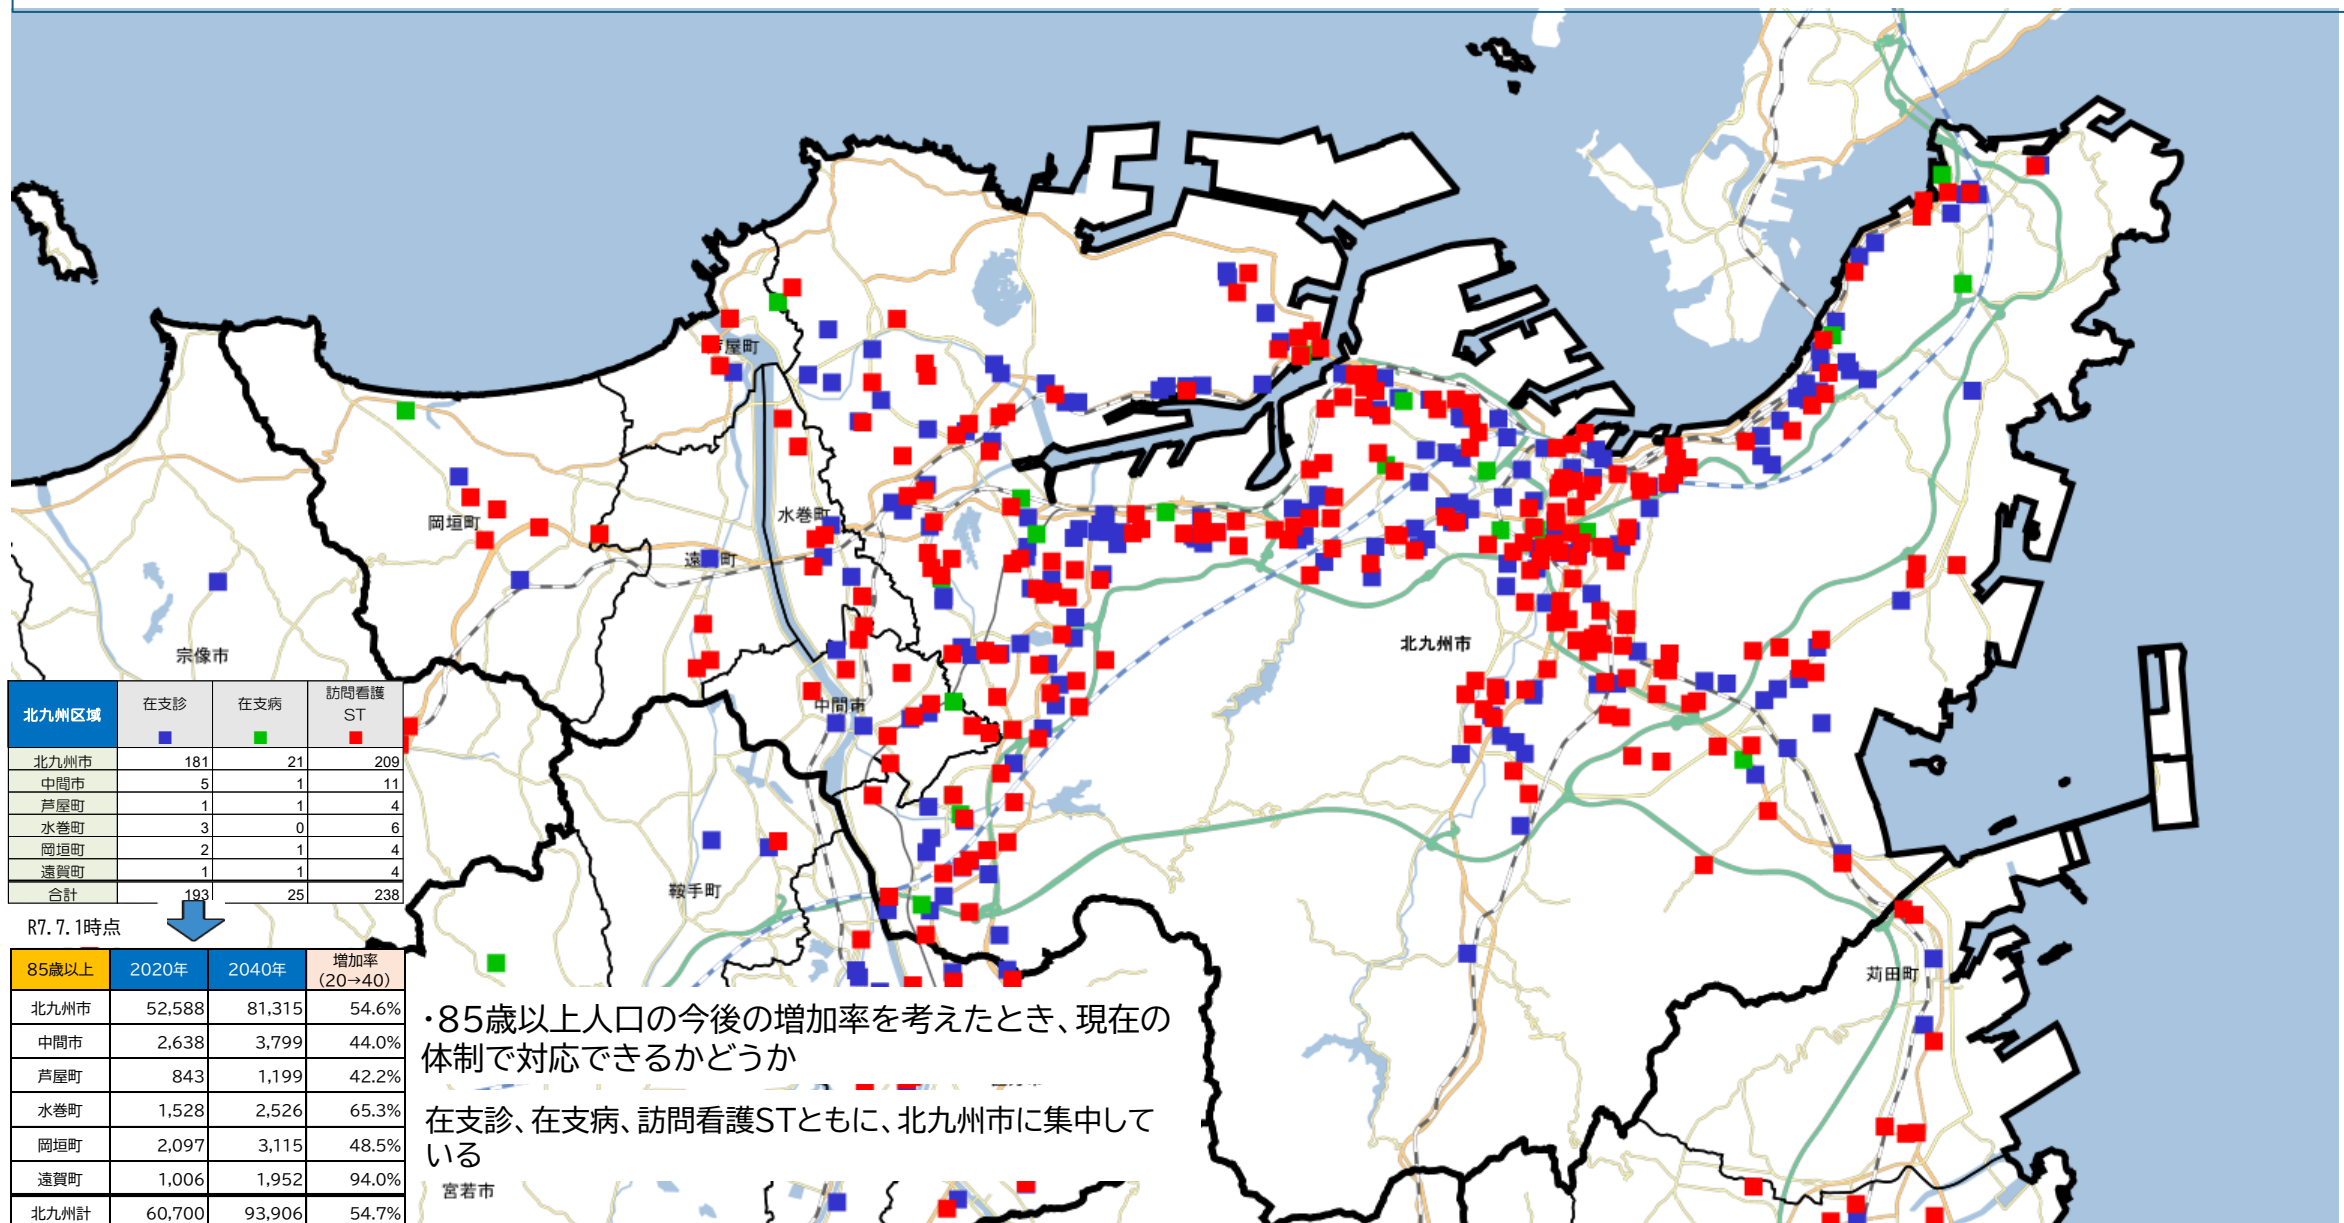 芦屋町
水巻町
岡垣町
遠賀町
宗像市
北九州市
中間市
鞍手町
苅田町
宮若市
北九州区域 在支診 在支病 訪問看護ST
北九州市 181 21 209
中間市 5 1 11
芦屋町 1 1 4
水巻町 3 0 6
岡垣町 2 1 4
遠賀町 1 1 4
合計 193 25 238
R7.7.1時点
85歳以上 2020年 2040年 増加率(20→40)
北九州市 52,588 81,315 54.6%
中間市 2,638 3,799 44.0%
芦屋町 843 1,199 42.2%
水巻町 1,528 2,526 65.3%
岡垣町 2,097 3,115 48.5%
遠賀町 1,006 1,952 94.0%
北九州計 60,700 93,906 54.7%
・85歳以上人口の今後の増加率を考えたとき、現在の
体制で対応できるかどうか
在支診、在支病、訪問看護STともに、北九州市に集中して
いる